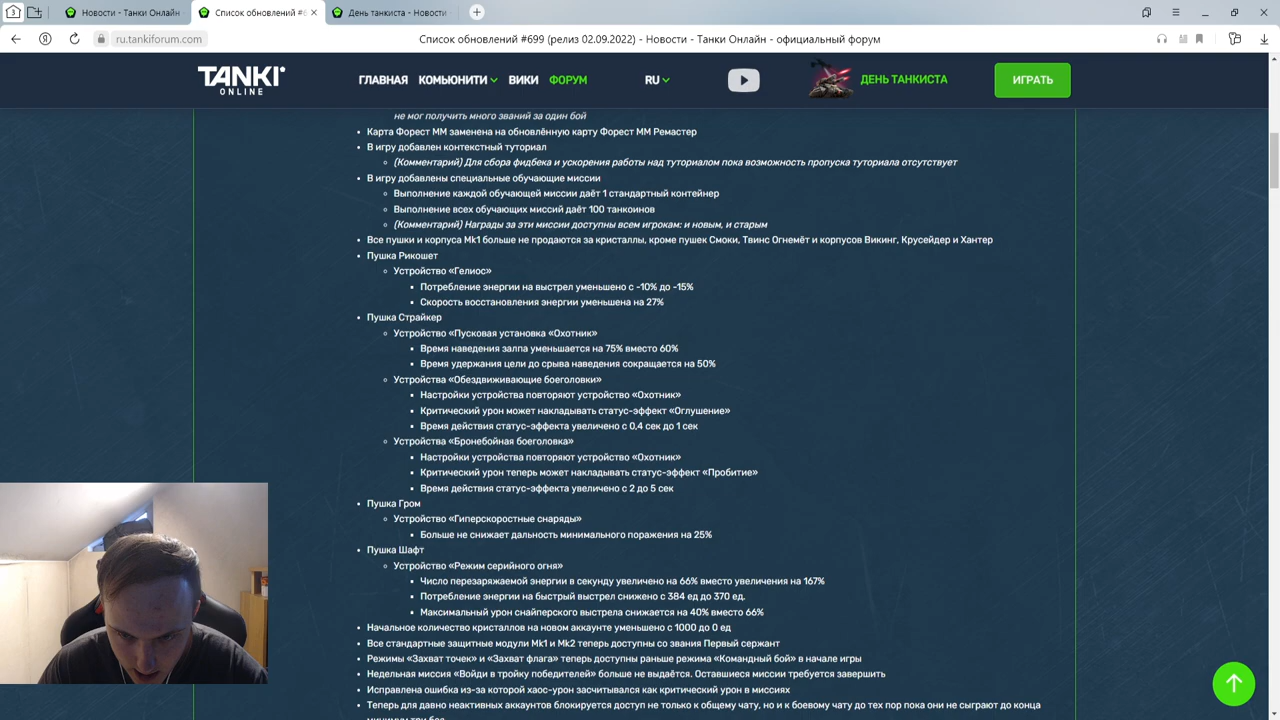 Новости - Танки Онлайн
Список обновлений #6
День танкиста - Новости
ru.tankiforum.com
Список обновлений #699 (релиз 02.09.2022) - Новости - Танки Онлайн - официальный форум
TANKI
ONLINE
ГЛАВНАЯ КОМЬЮНИТИ ВИКИ ФОРУМ RU ДЕНЬ ТАНКИСТА ИГРАТЬ
не мог получить много званий за один бой
Карта Форест ММ заменена на обновлённую карту Форест ММ Ремастер
В игру добавлен контекстный туториал
(Комментарий) Для сбора фидбека и ускорения работы над туториалом пока возможность пропуска туториала отсутствует
В игру добавлены специальные обучающие миссии
Выполнение каждой обучающей миссии даёт 1 стандартный контейнер
Выполнение всех обучающих миссий даёт 100 танкоинов
(Комментарий) Награды за эти миссии доступны всем игрокам: и новым, и старым
Все пушки и корпуса Mk1 больше не продаются за кристаллы, кроме пушек Смоки, Твинс Огнемёт и корпусов Викинг, Крусейдер и Хантер
Пушка Рикошет
Устройство «Гелиос»
Потребление энергии на выстрел уменьшено с -10% до -15%
Скорость восстановления энергии уменьшена на 27%
Пушка Страйкер
Устройство «Пусковая установка «Охотник»
Время наведения залпа уменьшается на 75% вместо 60%
Время удержания цели до срыва наведения сокращается на 50%
Устройства «Обездвиживающие боеголовки»
Настройки устройства повторяют устройство «Охотник»
Критический урон может накладывать статус-эффект «Оглушение»
Время действия статус-эффекта увеличено с 0,4 сек до 1 сек
Устройства «Бронебойная боеголовка»
Настройки устройства повторяют устройство «Охотник»
Критический урон теперь может накладывать статус-эффект «Пробитие»
Время действия статус-эффекта увеличено с 2 до 5 сек
Пушка Гром
Устройство «Гиперскоростные снаряды»
Больше не снижает дальность минимального поражения на 25%
Пушка Шафт
Устройство «Режим серийного огня»
Число перезаряжаемой энергии в секунду увеличено на 66% вместо увеличения на 167%
Потребление энергии на быстрый выстрел снижено с 384 ед до 370 ед.
Максимальный урон снайперского выстрела снижается на 40% вместо 66%
Начальное количество кристаллов на новом аккаунте уменьшено с 1000 до 0 ед
Все стандартные защитные модули Mk1 и Mk2 теперь доступны со звания Первый сержант
Режимы «Захват точек» и «Захват флага» теперь доступны раньше режима «Командный бой» в начале игры
Недельная миссия «Войди в тройку победителей» больше не выдаётся. Оставшиеся миссии требуется завершить
Исправлена ошибка из-за которой хаос-урон засчитывался как критический урон в миссиях
Теперь для давно неактивных аккаунтов блокируется доступ не только к общему чату, но и к боевому чату до тех пор пока они не сыграют до конца
минимум три боя